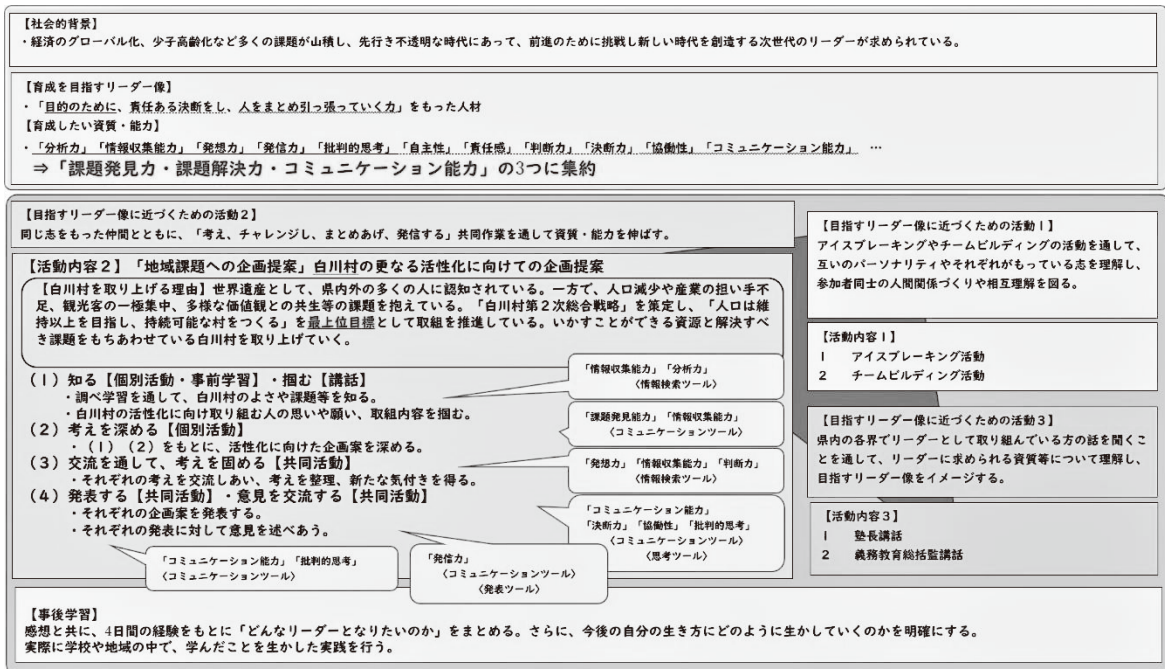 【社会的背景】
・経済のグローバル化、少子高齢化など多くの課題が山積し、先行き不透明な時代にあって、前進のために挑戦し新しい時代を創造する次世代のリーダーが求められている。
【育成を目指すリーダー像】
・「目的のために、責任ある決断をし、人をまとめ引っ張っていく力」をもった人材
【育成したい資質・能力】
・「分析力」「情報収集能力」「発想力」「発信力」「批判的思考」「自主性」「責任感」「判断力」「決断力」「協働性」「コミュニケーション能力」 …
⇒「課題発見力・課題解決力・コミュニケーション能力」の3つに集約
【目指すリーダー像に近づくための活動2】
同じ志をもった仲間とともに、「考え、チャレンジし、まとめあげ、発信する」共同作業を通して資質・能力を伸ばす。
【活動内容2】「地域課題への企画提案」白川村の更なる活性化に向けての企画提案
【白川村を取り上げる理由】世界遺産として、県内外の多くの人に認知されている。一方で、人口減少や産業の担い手不
足、観光客の一極集中、多様な価値観との共生等の課題を抱えている。「白川村第2次総合戦略」を策定し、「人口は維
持以上を目指し、持続可能な村をつくる」を最上位目標として取組を推進している。いかすことができる資源と解決すべ
き課題をもちあわせている白川村を取り上げていく。
(1)知る【個別活動・事前学習】・掴む【講話】
・調べ学習を通して、白川村のよさや課題等を知る。
・白川村の活性化に向け取り組む人の思いや願い、取組内容を掴む。
「情報収集能力」「分析力」
〈情報検索ツール〉
(2)考えを深める【個別活動】
・(1)(2)をもとに、活性化に向けた企画案を深める。
「課題発見能力」「情報収集能力」
〈コミュニケーションツール〉
(3)交流を通して、考えを固める【共同活動】
・それぞれの考えを交流しあい、考えを整理、新たな気付きを得る。
「発想力」「情報収集能力」「判断力」
〈情報検索ツール〉
(4)発表する【共同活動】・意見を交流する【共同活動】
・それぞれの企画案を発表する。
・それぞれの発表に対して意見を述べあう。
「コミュニケーション能力」
「決断力」「協働性」「批判的思考」
〈コミュニケーションツール〉
〈思考ツール〉
「コミュニケーション能力」「批判的思考」
〈コミュニケーションツール〉
「発信力」
〈コミュニケーションツール〉
〈発表ツール〉
【目指すリーダー像に近づくための活動1】
アイスブレーキングやチームビルディングの活動を通して、
互いのパーソナリティやそれぞれがもっている志を理解し、
参加者同士の人間関係づくりや相互理解を図る。
【活動内容1】
1 アイスブレーキング活動
2 チームビルディング活動
【目指すリーダー像に近づくための活動3】
県内の各界でリーダーとして取り組んでいる方の話を聞くこ
とを通して、リーダーに求められる資質等について理解し、
目指すリーダー像をイメージする。
【活動内容3】
1 塾長講話
2 義務教育総括監講話
【事後学習】
感想と共に、4日間の経験をもとに「どんなリーダーとなりたいのか」をまとめる。さらに、今後の自分の生き方にどのように生かしていくのかを明確にする。
実際に学校や地域の中で、学んだことを生かした実践を行う。